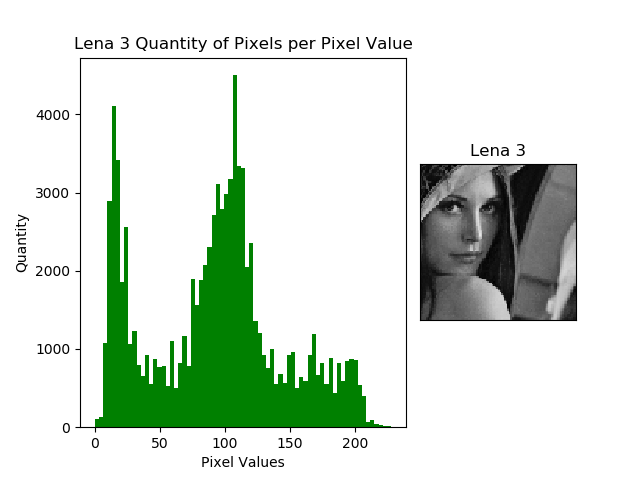 Lena 3 Quantity of Pixels per Pixel Value
4000
3000
2000
1000
0
Quantity
0 50 100 150 200
Pixel Values
Lena 3